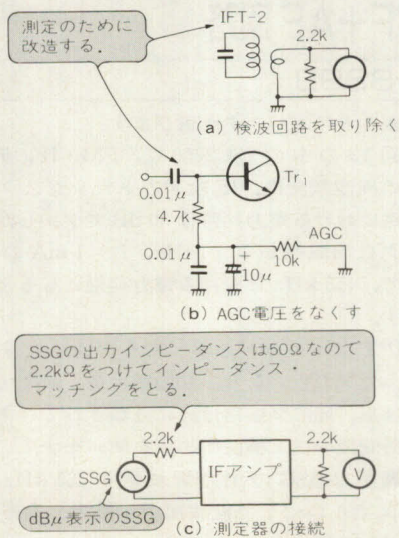 測定のために
改造する.
IFT-2
2.2k
(a) 検波回路を取り除く
0.01μ
Tr1
4.7k
0.01μ
+
10μ
10k
AGC
(b) AGC電圧をなくす
SSGの出力インピーダンスは50Ωなので
2.2kΩをつけてインピーダンス・
マッチングをとる.
2.2k
2.2k
SSG
IFアンプ
V
dBμ表示のSSG
(c) 測定器の接続